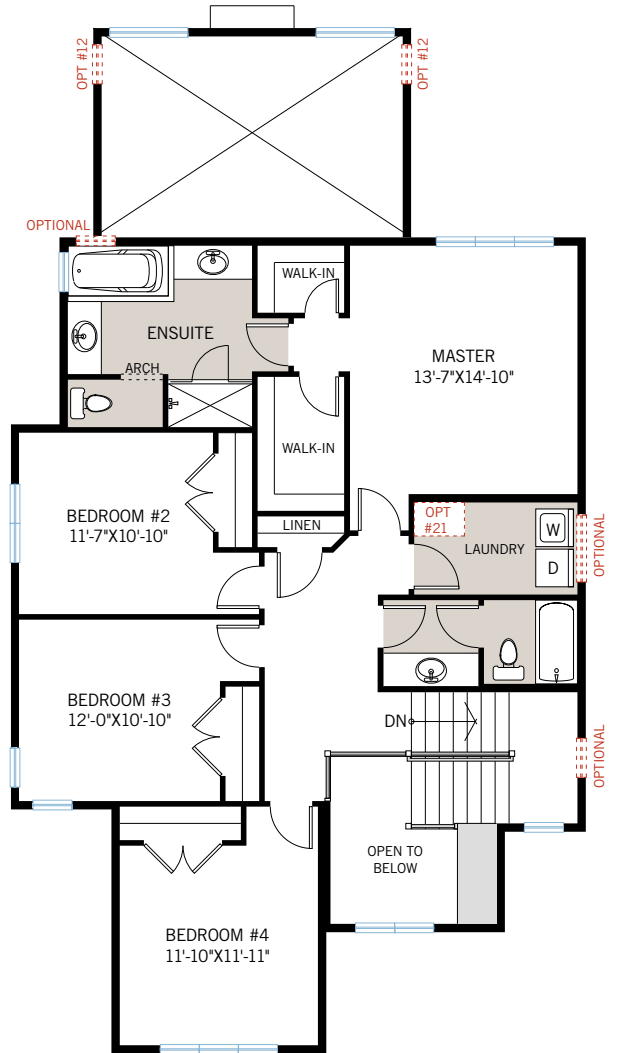 OPT #12
OPT #12
OPTIONAL
WALK-IN
ENSUITE
MASTER
13'-7"X14'-10"
ARCH
WALK-IN
BEDROOM #2
11'-7"X10'-10"
LINEN
OPT
#21
LAUNDRY
W
D
OPTIONAL
BEDROOM #3
12'-0"X10'-10"
DN
OPTIONAL
OPEN TO
BELOW
BEDROOM #4
11'-10"X11'-11"